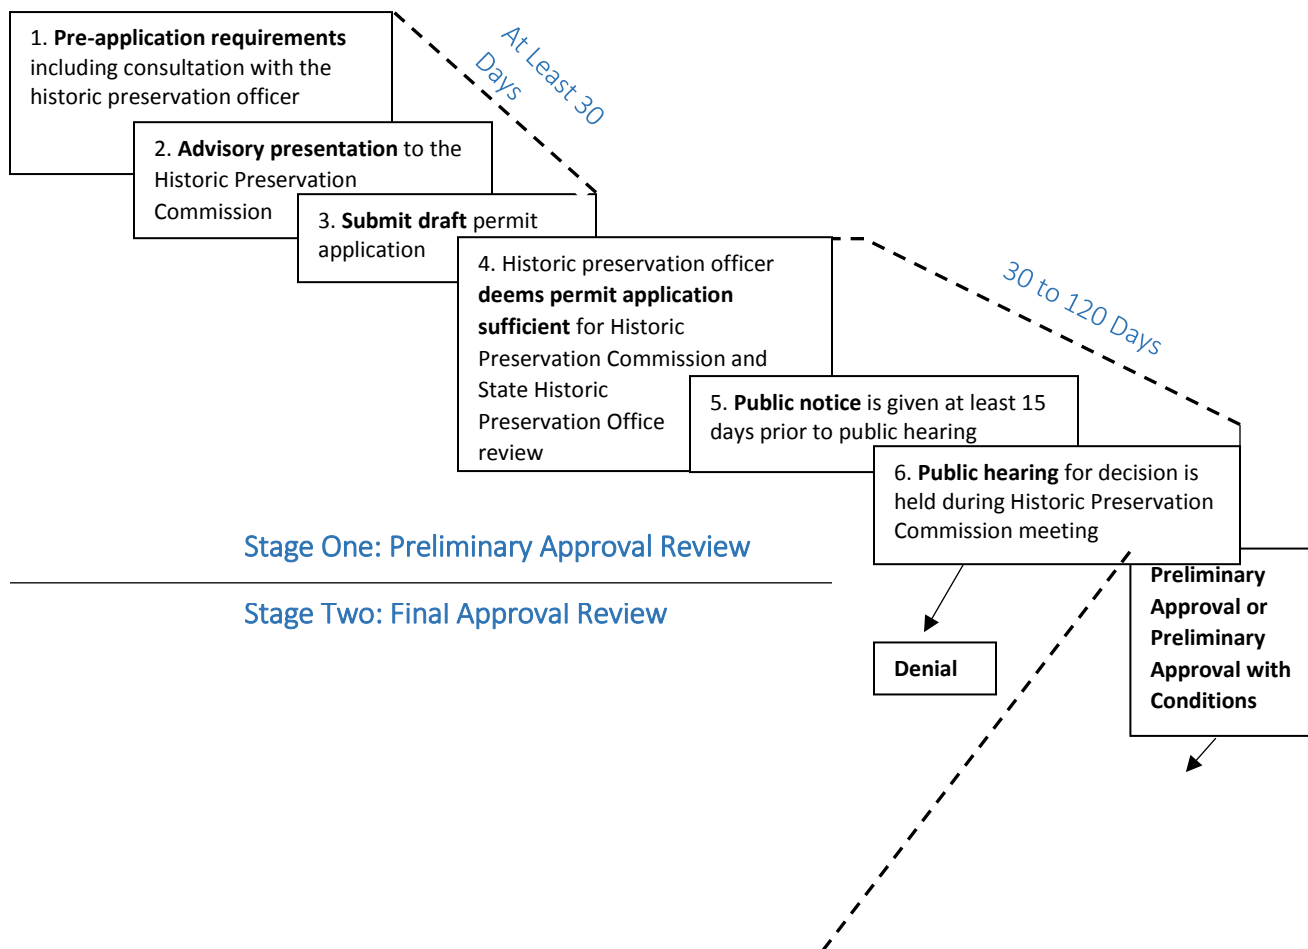 1. Pre-application requirements
including consultation with the
historic preservation officer
At Least 30
Days
2. Advisory presentation to the
Historic Preservation
Commission
3. Submit draft permit
application
4. Historic preservation officer
deems permit application
sufficient for Historic
Preservation Commission and
State Historic
Preservation Office
review
30 to 120 Days
5. Public notice is given at least 15
days prior to public hearing
6. Public hearing for decision is
held during Historic Preservation
Commission meeting
Stage One: Preliminary Approval Review
Stage Two: Final Approval Review
Denial
Preliminary
Approval or
Preliminary
Approval with
Conditions